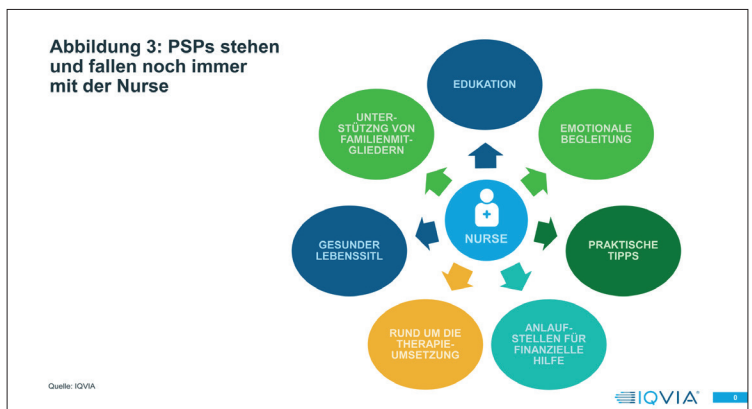 Abbildung 3: PSPs stehen
und fallen noch immer
mit der Nurse
EDUKATION
EMOTIONALE
BEGLEITUNG
PRAKTISCHE
TIPPS
ANLAUF-
STELLEN FÜR
FINANZIELLE
HILFE
RUND UM DIE
THERAPIE-
UMSETZUNG
GESUNDER
LEBENSSITL
UNTER-
STÜTZNG VON
FAMILIENMIT-
GLIEDERN
NURSE
Quelle: IQVIA
IQVIA
0